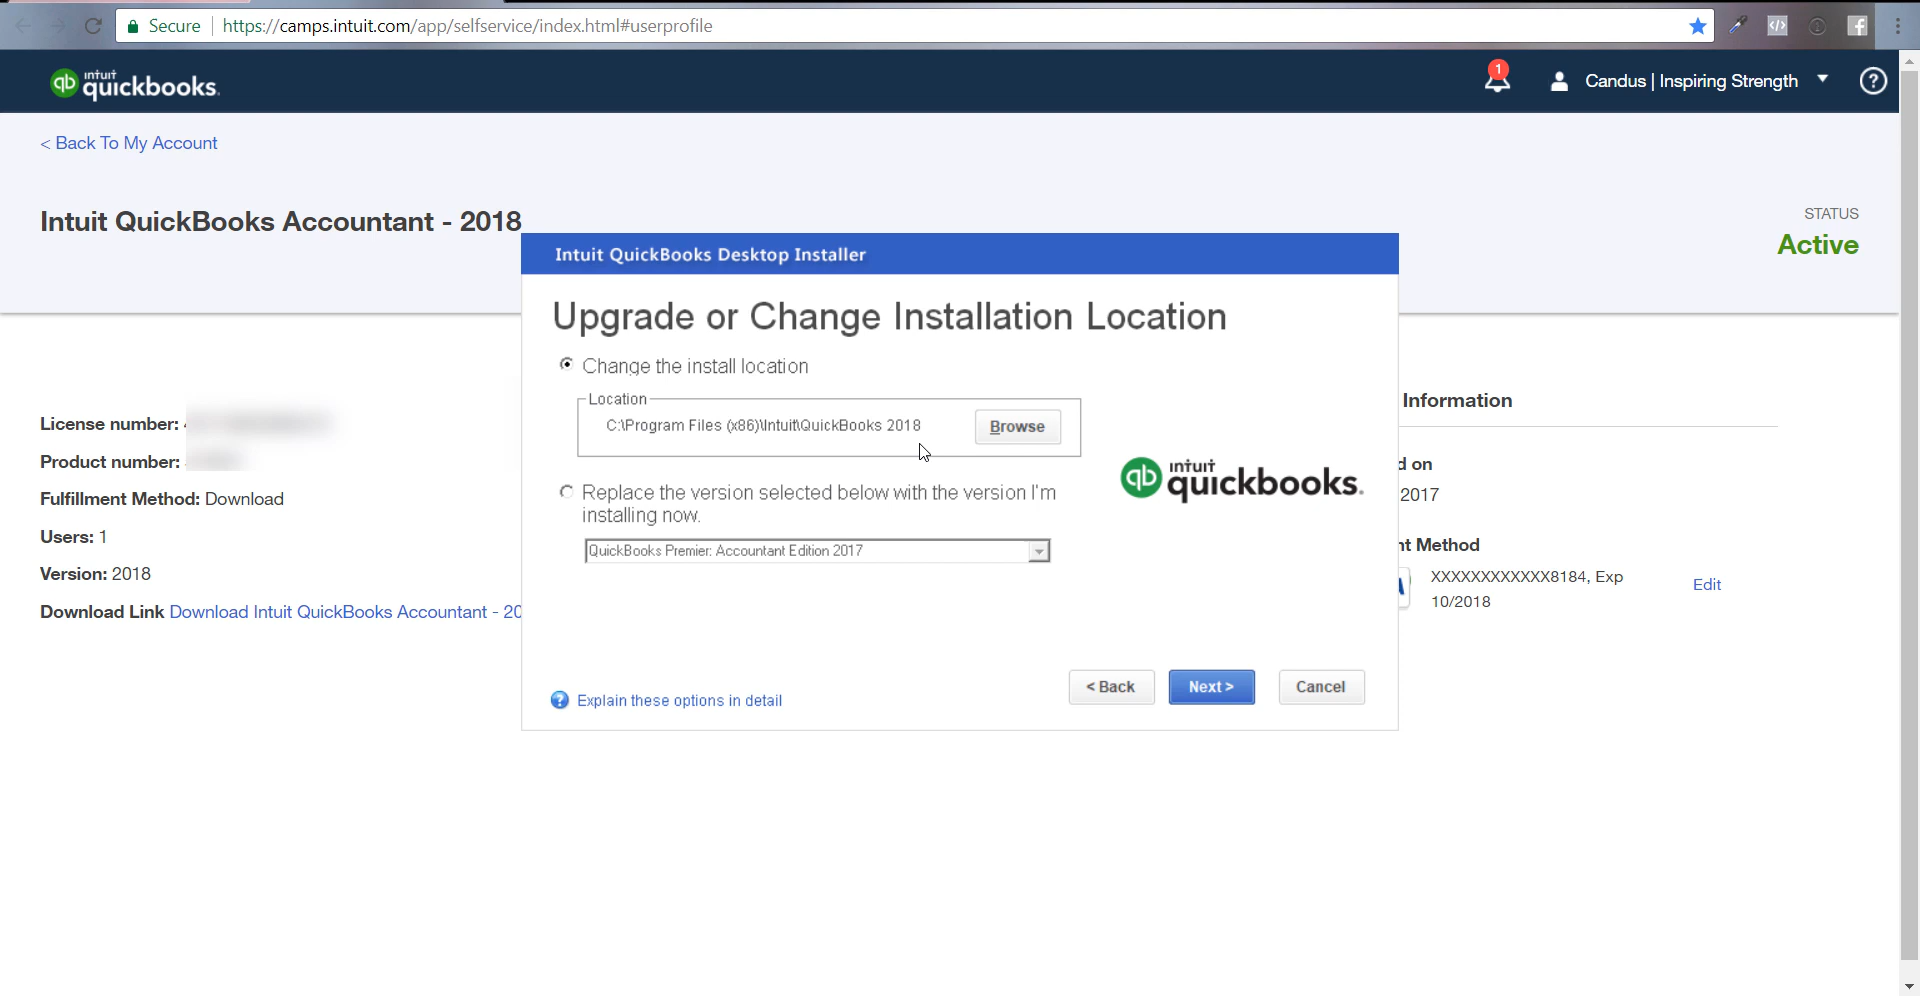 Secure https://camps.intuit.com/app/selfservice/index.html#userprofile
intuit quickbooks.
1
Candus | Inspiring Strength
?
< Back To My Account
Intuit QuickBooks Accountant - 2018
STATUS
Active
Intuit QuickBooks Desktop Installer
Upgrade or Change Installation Location
Change the install location
Location
C:\Program Files (x86)\Intuit\QuickBooks 2018
Browse
Replace the version selected below with the version I'm
installing now.
QuickBooks Premier: Accountant Edition 2017
intuit quickbooks.
? Explain these options in detail
< Back
Next >
Cancel
License number:
Product number:
Fulfillment Method: Download
Users: 1
Version: 2018
Download Link Download Intuit QuickBooks Accountant - 20
Information
d on
2017
nt Method
XXXXXXXXXXXX8184, Exp
10/2018
Edit